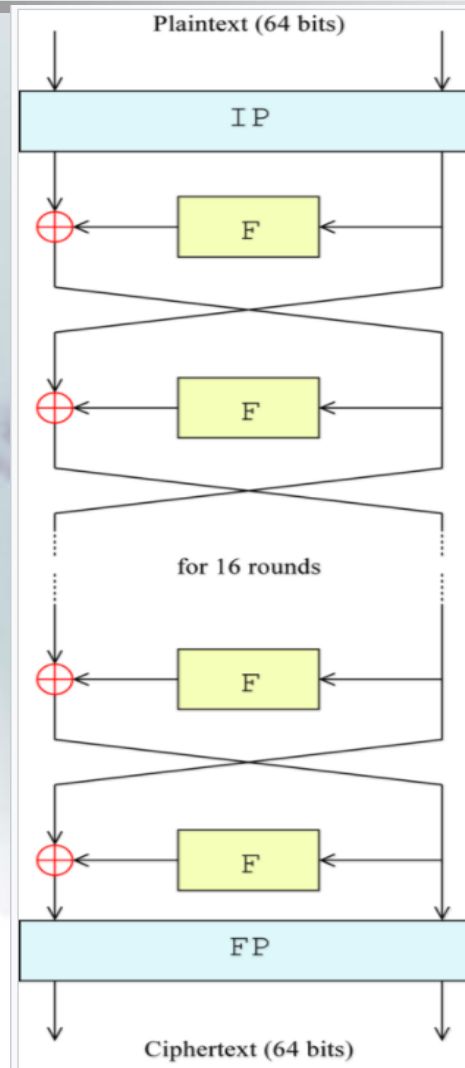 Plaintext (64 bits)
IP
F
F
for 16 rounds
F
F
FP
Ciphertext (64 bits)